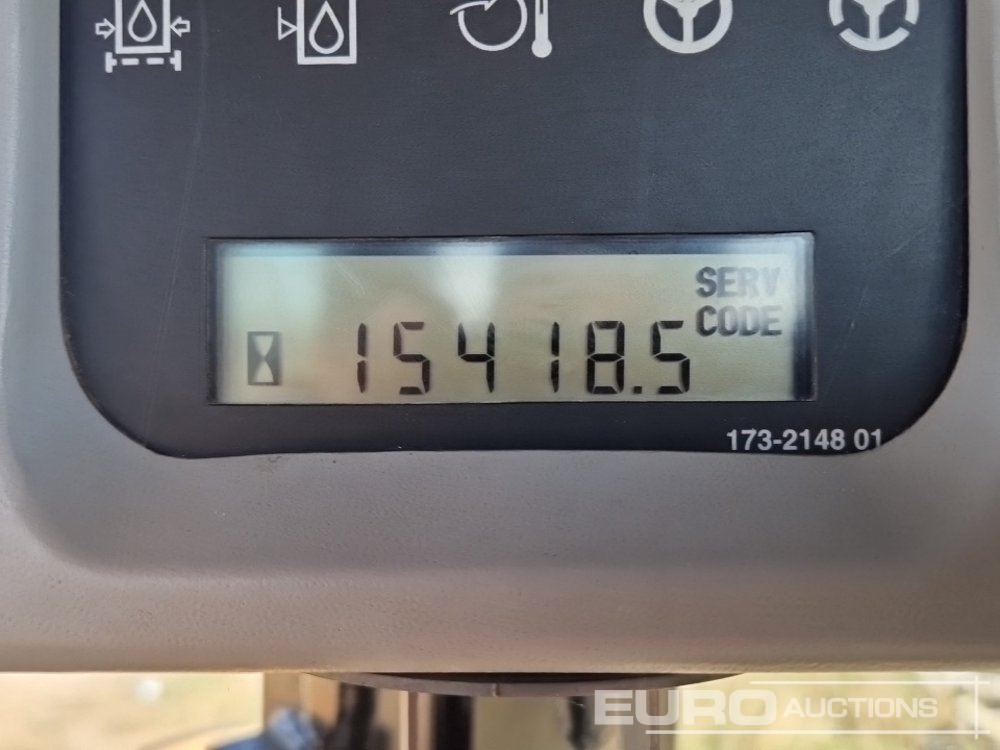 SERV
CODE
15418.5
173-2148 01
EURO AUCTIONS